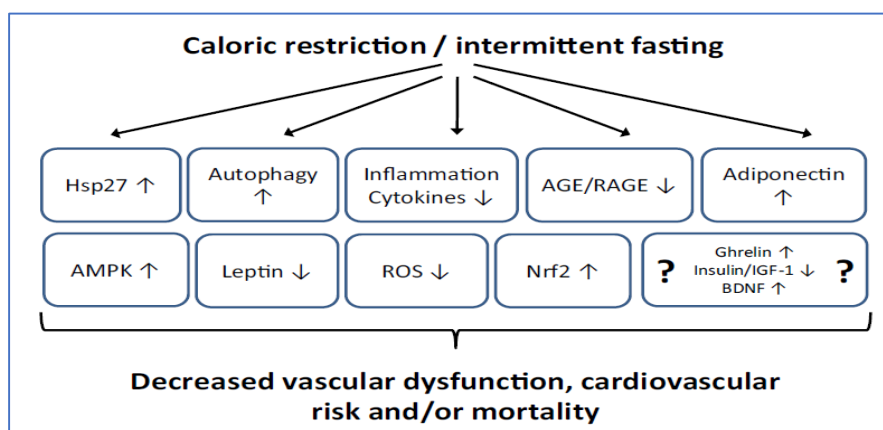 Caloric restriction / intermittent fasting
Hsp27 ↑
Autophagy
↑
Inflammation
Cytokines ↓
AGE/RAGE ↓
Adiponectin
↑
AMPK ↑
Leptin ↓
ROS ↓
Nrf2 ↑
?
Ghrelin ↑
Insulin/IGF-1 ↓
BDNF ↑
?
Decreased vascular dysfunction, cardiovascular
risk and/or mortality